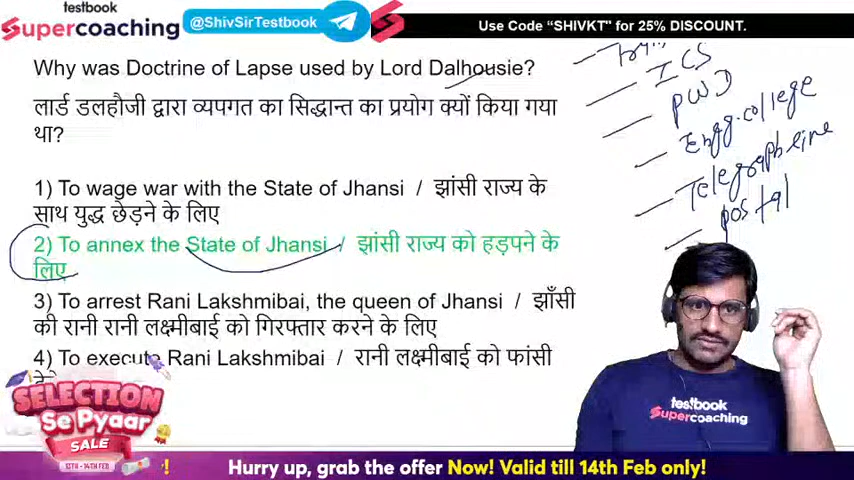 testbook
Supercoaching
@ShivSirTestbook
Use Code “SHIVKT" for 25% DISCOUNT.
Why was Doctrine of Lapse used by Lord Dalhousie?
लार्ड डलहौजी द्वारा व्यपगत का सिद्धान्त का प्रयोग क्यों किया गया
था?
1) To wage war with the State of Jhansi / झांसी राज्य के
साथ युद्ध छेड़ने के लिए
2) To annex the State of Jhansi / झांसी राज्य को हड़पने के
लिए
3) To arrest Rani Lakshmibai, the queen of Jhansi / झाँसी
की रानी रानी लक्ष्मीबाई को गिरफ्तार करने के लिए
4) To execute Rani Lakshmibai / रानी लक्ष्मीबाई को फांसी
ICS
PWD
Engg. college
Telegraph line
postal
testbook
Supercoaching
SELECTION
Se Pyaar
SALE
12TH - 14TH FEB
! Hurry up, grab the offer Now! Valid till 14th Feb only!